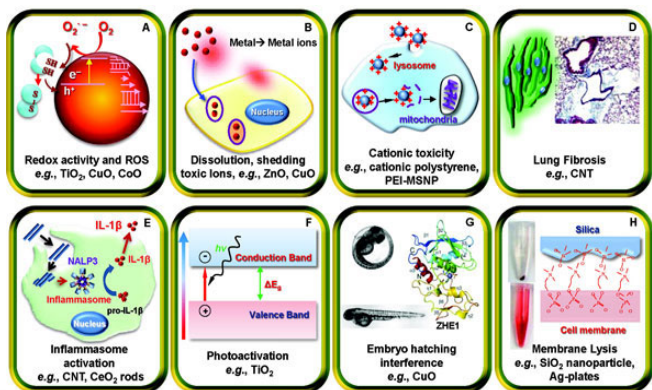 A
O₂·⁻
O₂
SH
SH
S
S
e⁻
h⁺
Redox activity and ROS
e.g., TiO₂, CuO, CoO
B
Metal→ Metal ions
Nucleus
Dissolution, shedding
toxic Ions, e.g., ZnO, CuO
C
lysosome
mitochondria
Cationic toxicity
e.g., cationic polystyrene,
PEI-MSNP
D
Lung Fibrosis
e.g., CNT
E
IL-1β
NALP3
IL-1β
Inflammasome
pro-IL-1β
Nucleus
Inflammasome
activation
e.g., CNT, CeO₂ rods
F
hν
Conduction Band
ΔEg
Valence Band
Photoactivation
e.g., TiO₂
G
ZHE1
Embryo hatching
interference
e.g., CuO
H
Silica
Cell membrane
Membrane Lysis
e.g., SiO₂ nanoparticle,
Ag-plates